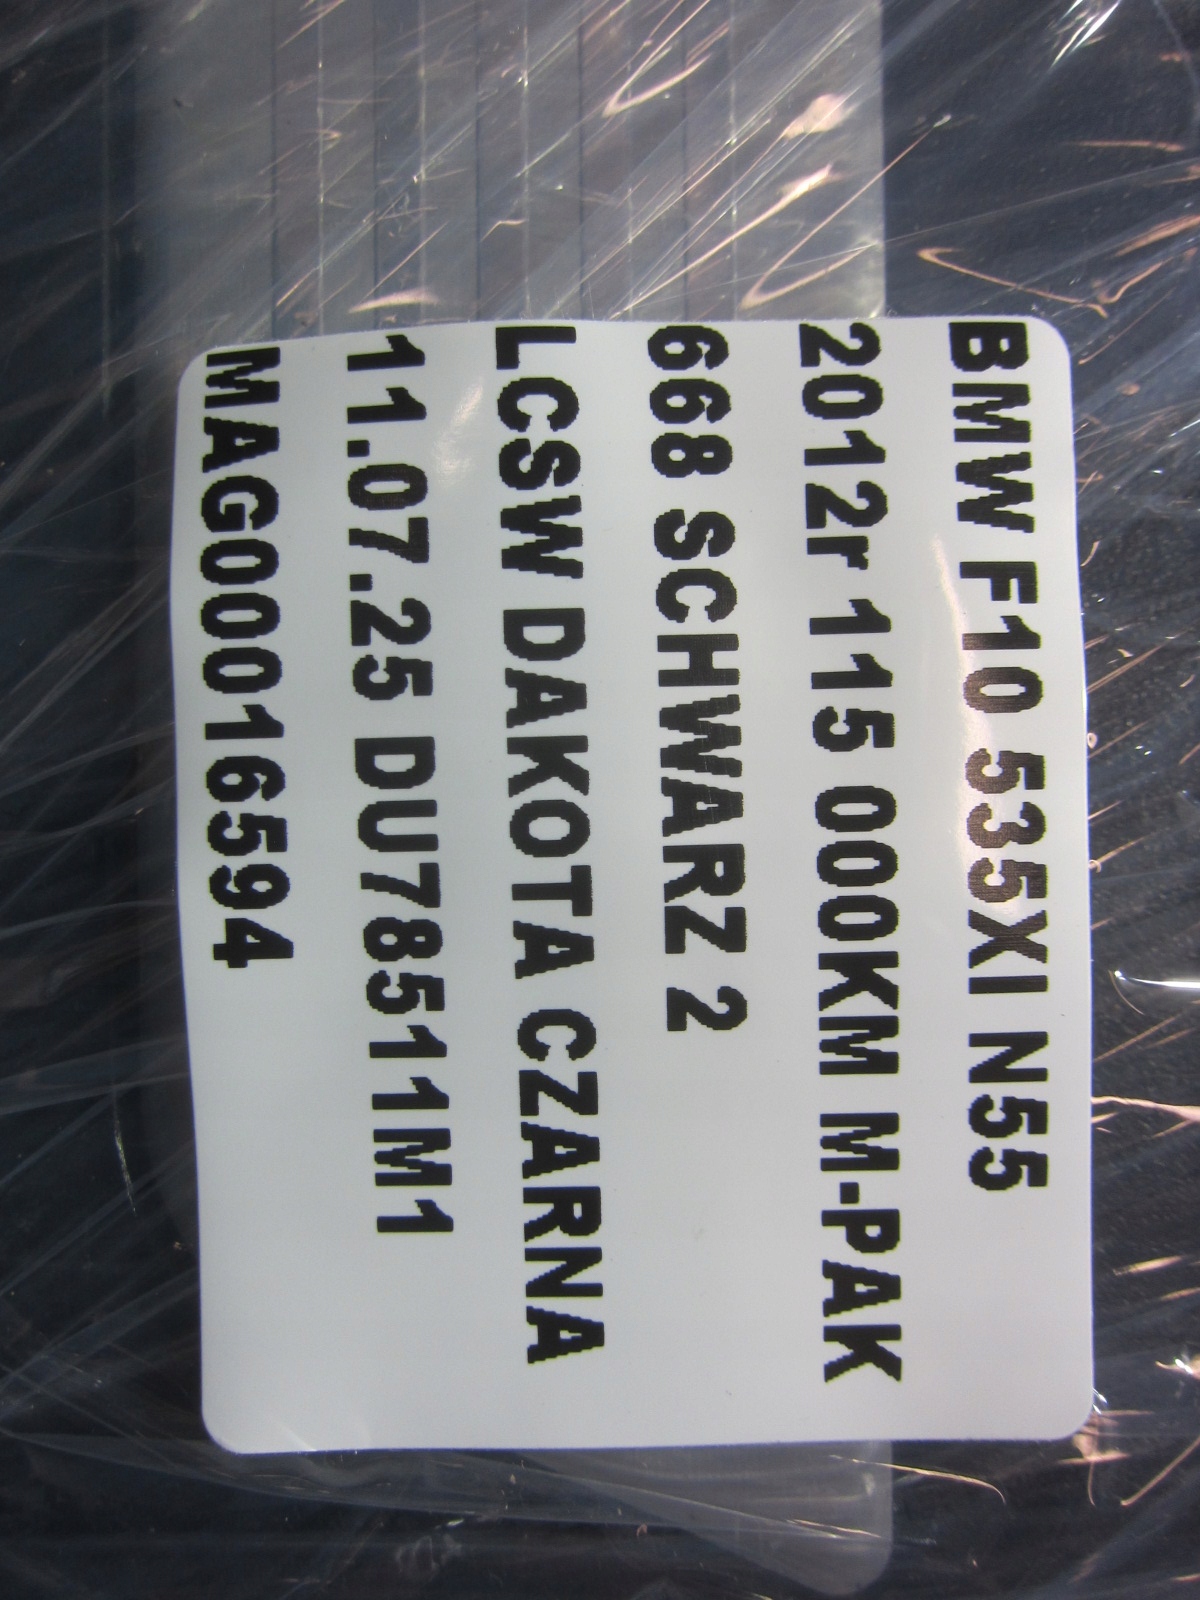 BMW F10 535XI N55
2012r 115 000KM M-PAK
668 SCHWARZ 2
LCSW DAKOTA CZARNA
11.07.25 DU78511M1
MAG00016594